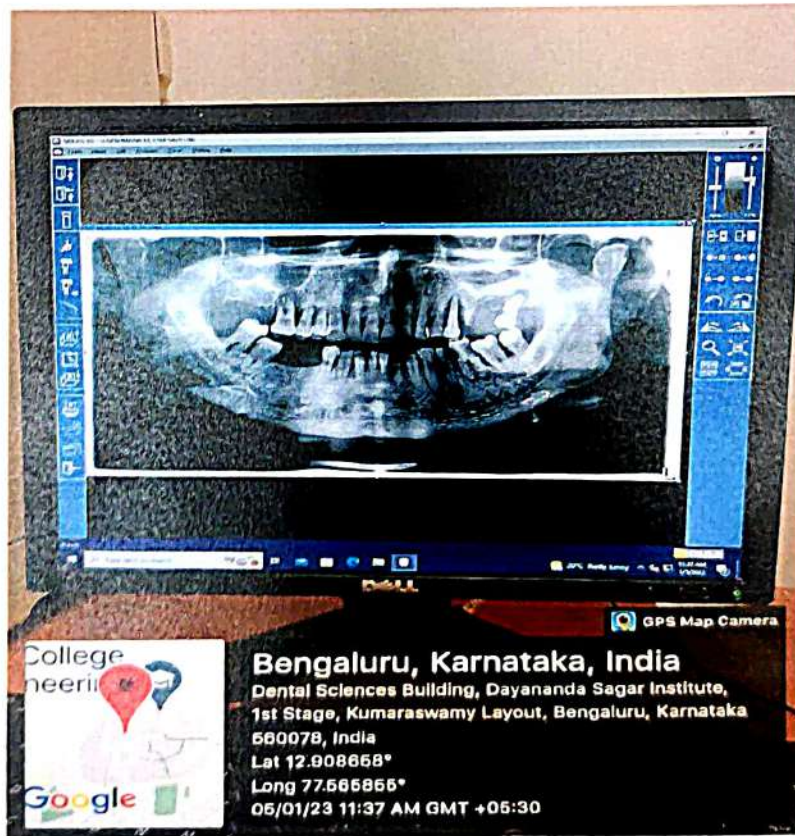 DELL
GPS Map Camera
College
neerin
Google
Bengaluru, Karnataka, India
Dental Sciences Building, Dayananda Sagar Institute,
1st Stage, Kumaraswamy Layout, Bengaluru, Karnataka
560078, India
Lat 12.908658°
Long 77.565855°
05/01/23 11:37 AM GMT +05:30